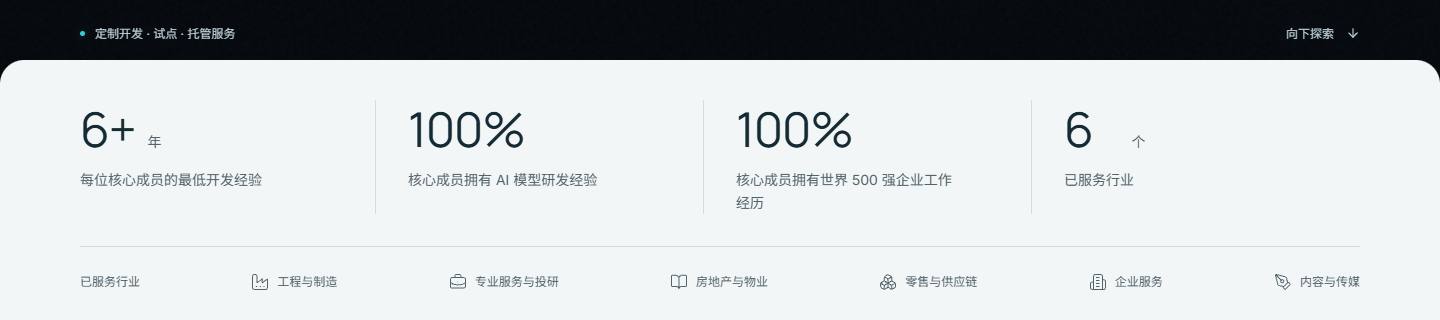 定制开发 · 试点 · 托管服务
向下探索 ↓
6+ 年
每位核心成员的最低开发经验
100%
核心成员拥有 AI 模型研发经验
100%
核心成员拥有世界 500 强企业工作
经历
6 个
已服务行业
已服务行业
工程与制造
专业服务与投研
房地产与物业
零售与供应链
企业服务
内容与传媒